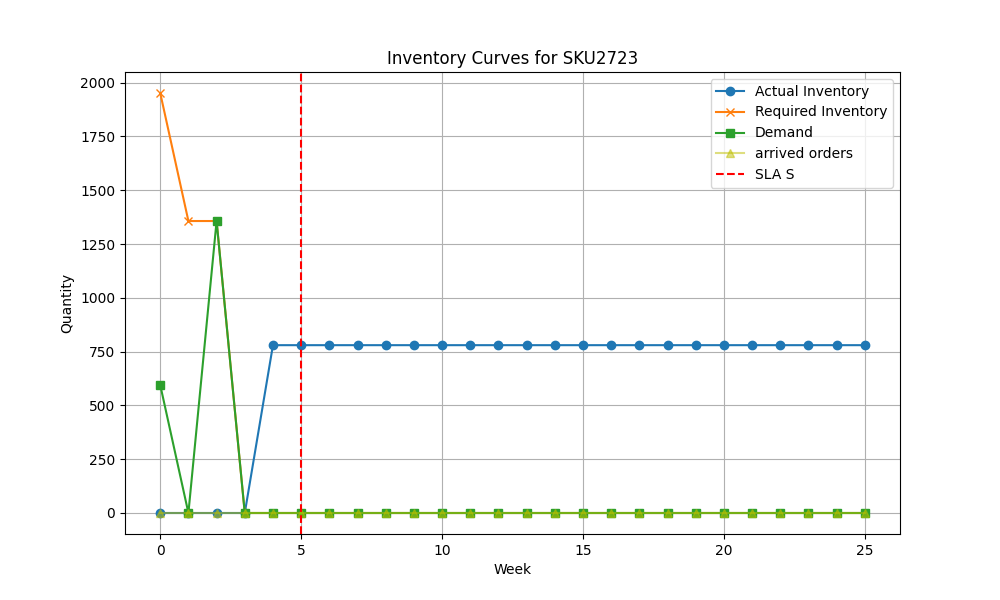 Inventory Curves for SKU2723
Actual Inventory
Required Inventory
Demand
arrived orders
SLA S
Quantity
2000
1750
1500
1250
1000
750
500
250
0
0 5 10 15 20 25
Week